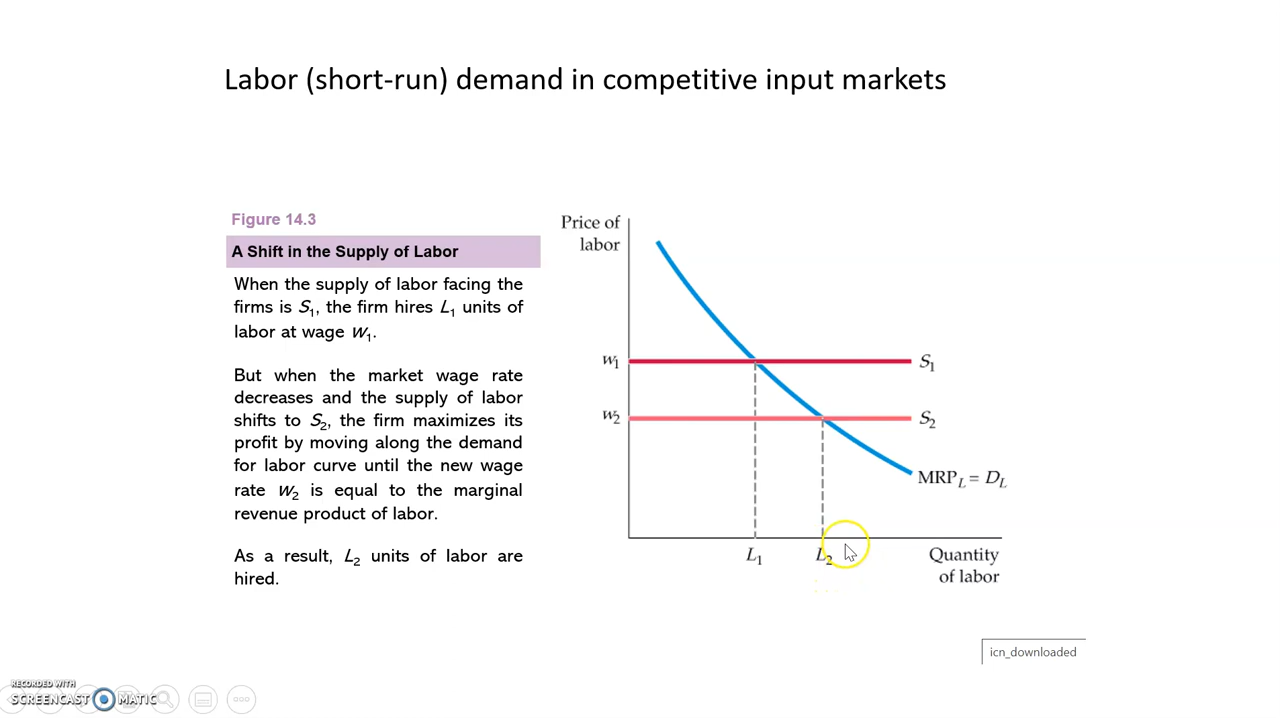 Labor (short-run) demand in competitive input markets
Figure 14.3
A Shift in the Supply of Labor
When the supply of labor facing the
firms is S₁, the firm hires L₁ units of
labor at wage w₁.
But when the market wage rate
decreases and the supply of labor
shifts to S₂, the firm maximizes its
profit by moving along the demand
for labor curve until the new wage
rate w₂ is equal to the marginal
revenue product of labor.
As a result, L₂ units of labor are
hired.
Price of
labor
w₁
S₁
w₂
S₂
MRP_L = D_L
L₁
L₂
Quantity
of labor
icn_downloaded
RECORDED WITH
SCREENCAST MATIC